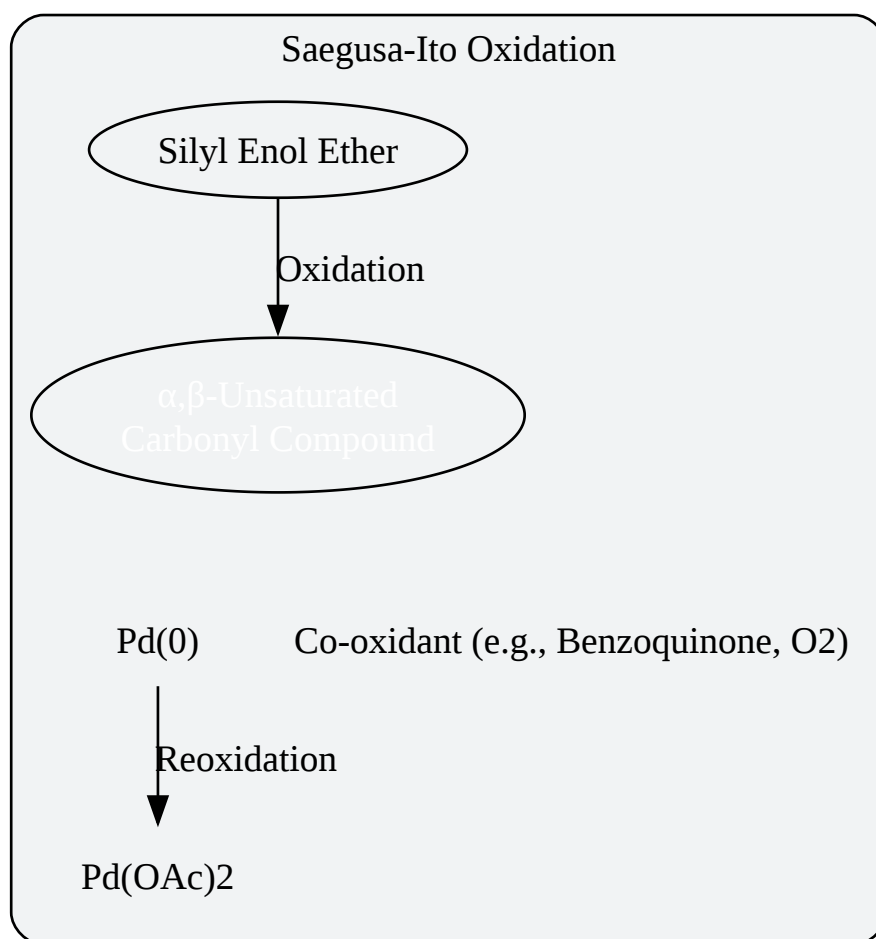 Saegusa-Ito Oxidation
Silyl Enol Ether
Oxidation
α,β-Unsaturated
Carbonyl Compound
Pd(0)
Co-oxidant (e.g., Benzoquinone, O2)
Reoxidation
Pd(OAc)2